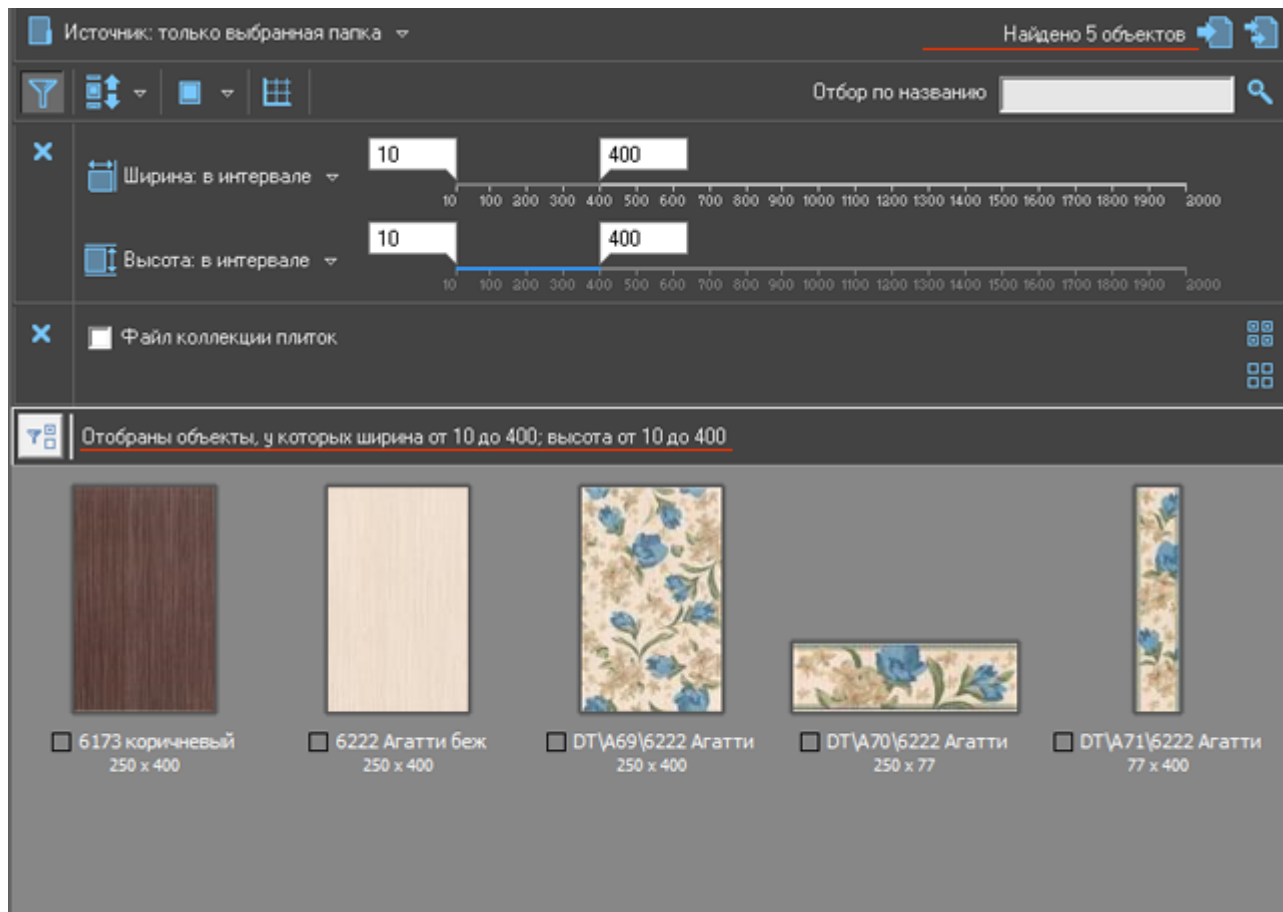 Источник: только выбранная папка
Найдено 5 объектов
Отбор по названию
Ширина: в интервале
10
400
10 100 200 300 400 500 600 700 800 900 1000 1100 1200 1300 1400 1500 1600 1700 1800 1900 2000
Высота: в интервале
10
400
10 100 200 300 400 500 600 700 800 900 1000 1100 1200 1300 1400 1500 1600 1700 1800 1900 2000
Файл коллекции плиток
Отобраны объекты, у которых ширина от 10 до 400; высота от 10 до 400
6173 коричневый
250 x 400
6222 Агатти беж
250 x 400
DT\A69\6222 Агатти
250 x 400
DT\A70\6222 Агатти
250 x 77
DT\A71\6222 Агатти
77 x 400